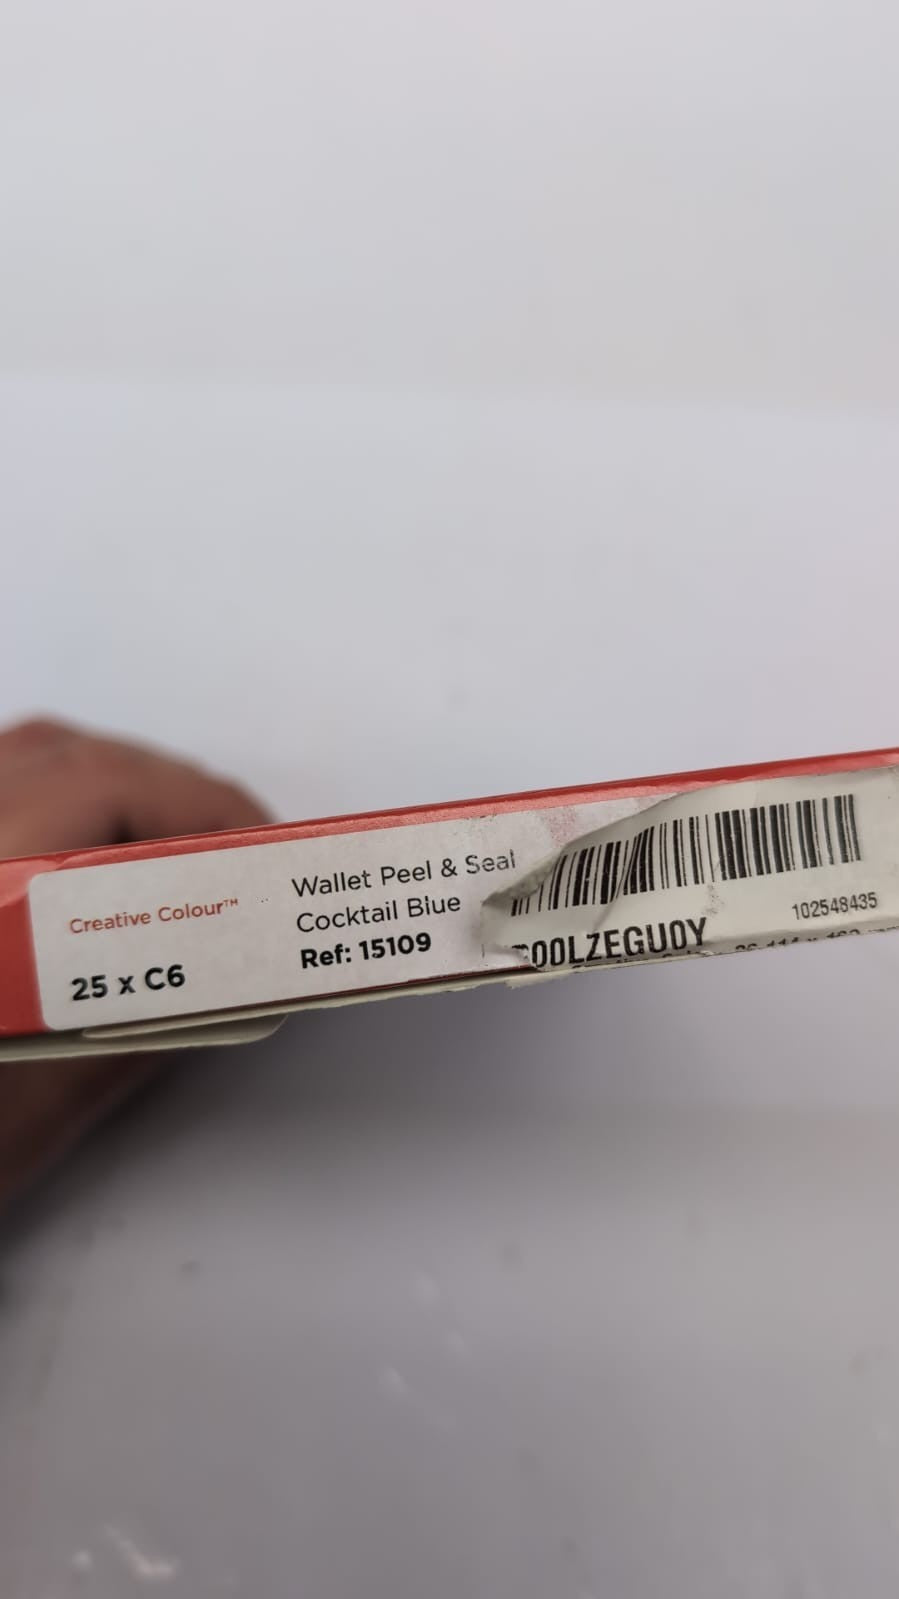 Creative Colour™
25 x C6
Wallet Peel & Seal
Cocktail Blue
Ref: 15109
102548435